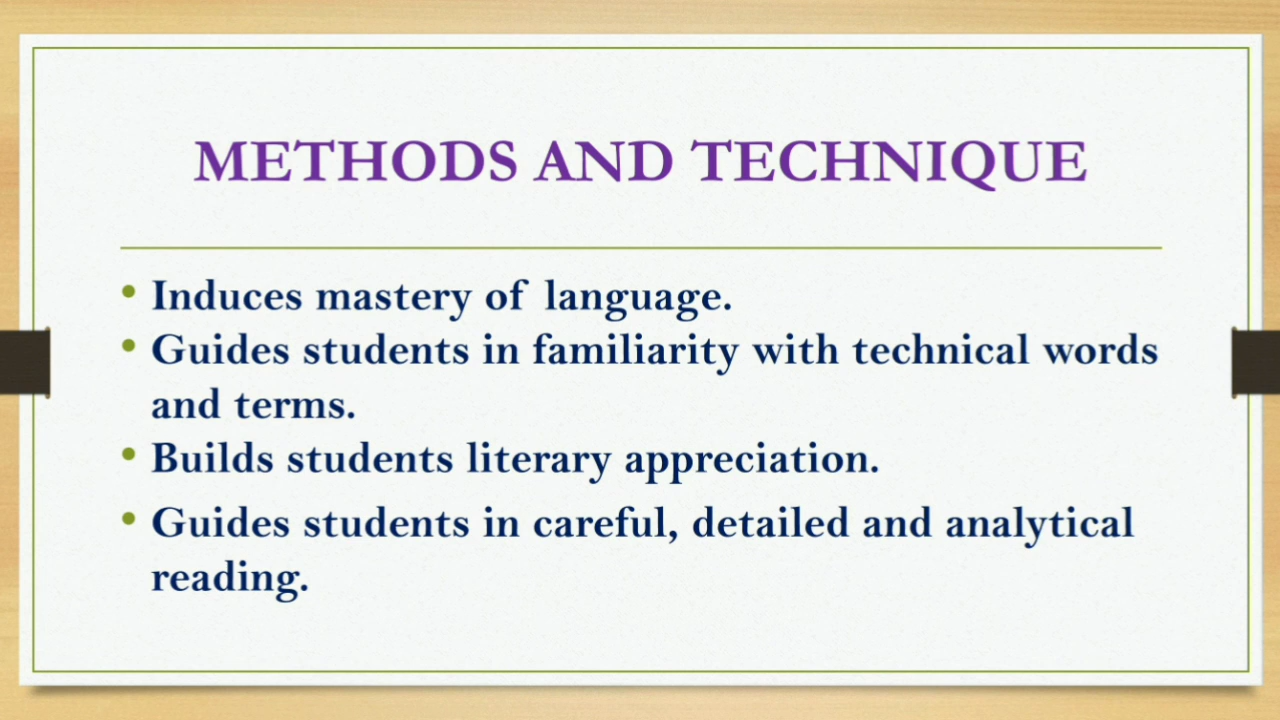 METHODS AND TECHNIQUE
• Induces mastery of language.
• Guides students in familiarity with technical words
and terms.
• Builds students literary appreciation.
• Guides students in careful, detailed and analytical
reading.